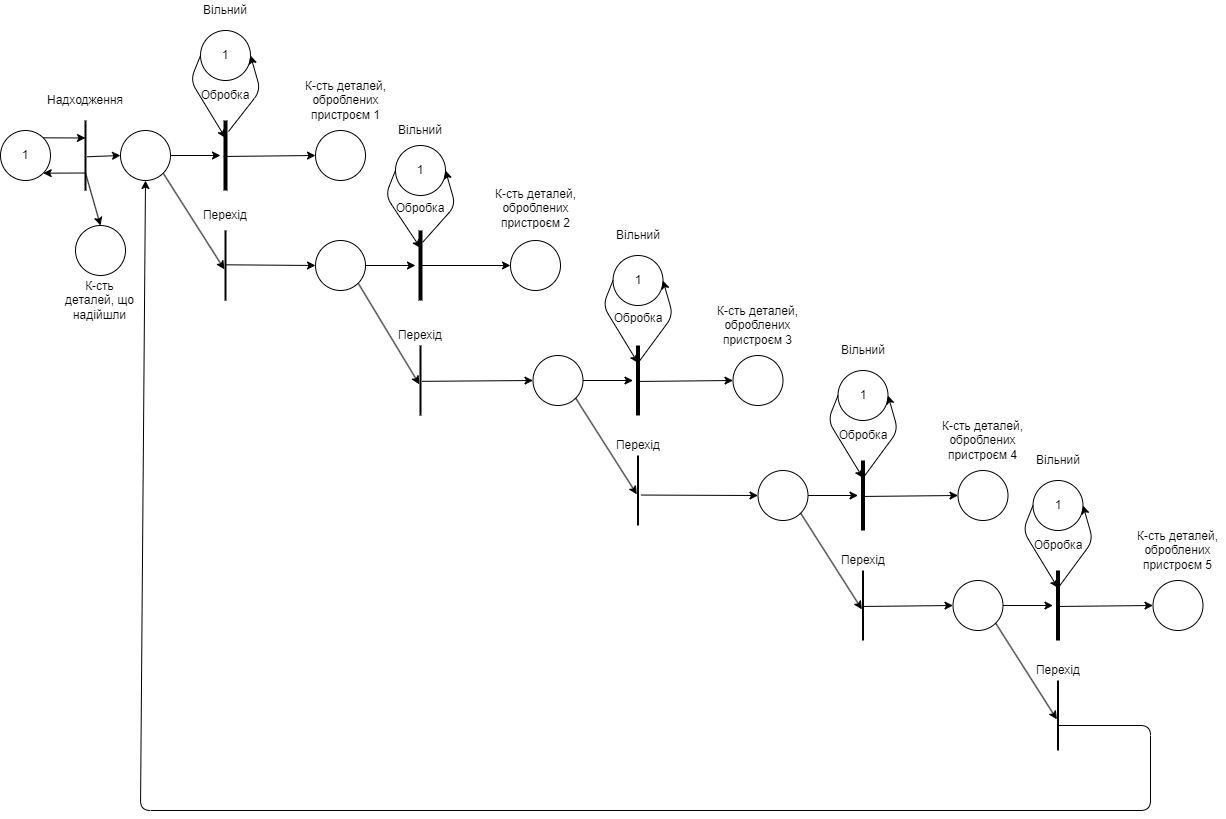 Вільний
1
Обробка
К-сть деталей,
оброблених
пристроєм 1
Надходження
1
Вільний
1
Обробка
К-сть деталей,
оброблених
пристроєм 2
Перехід
К-сть
деталей, що
надійшли
Вільний
1
Обробка
К-сть деталей,
оброблених
пристроєм 3
Перехід
Вільний
1
Обробка
К-сть деталей,
оброблених
пристроєм 4
Перехід
Вільний
1
Обробка
К-сть деталей,
оброблених
пристроєм 5
Перехід
Перехід